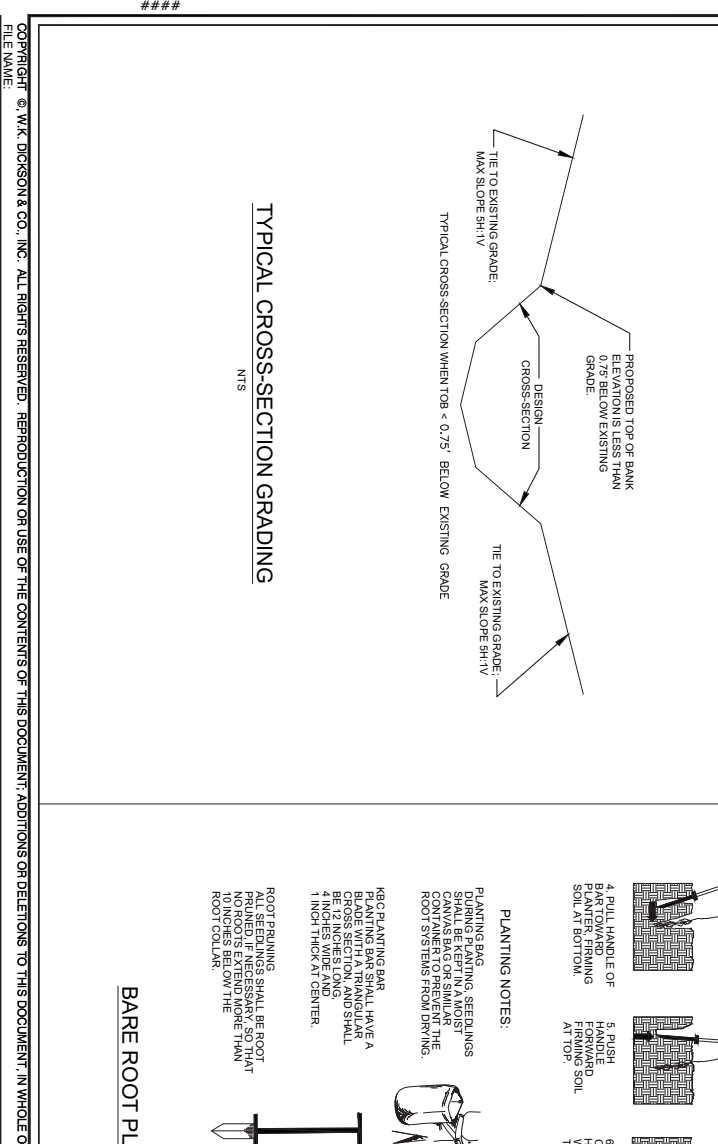 ####
PROPOSED TOP OF BANK
ELEVATION IS LESS THAN
0.75' BELOW EXISTING
GRADE.
DESIGN
CROSS-SECTION
TIE TO EXISTING GRADE;
MAX SLOPE 5H:1V
TIE TO EXISTING GRADE;
MAX SLOPE 5H:1V
TYPICAL CROSS-SECTION WHEN TOB < 0.75' BELOW EXISTING GRADE
TYPICAL CROSS-SECTION GRADING
NTS
4. PULL HANDLE OF
BAR TOWARD
PLANTER, FIRMING
SOIL AT BOTTOM.
5. PUSH
HANDLE
FORWARD
FIRMING SOIL
AT TOP.
6
PLANTING NOTES:
PLANTING BAG
DURING PLANTING, SEEDLINGS
SHALL BE KEPT IN A MOIST
CANVAS BAG OR SIMILAR
CONTAINER TO PREVENT THE
ROOT SYSTEMS FROM DRYING.
KBC PLANTING BAR
PLANTING BAR SHALL HAVE A
BLADE WITH A TRIANGULAR
CROSS SECTION, AND SHALL
BE 12 INCHES LONG,
4 INCHES WIDE AND
1 INCH THICK AT CENTER.
ROOT PRUNING
ALL SEEDLINGS SHALL BE ROOT
PRUNED, IF NECESSARY, SO THAT
NO ROOTS EXTEND MORE THAN
10 INCHES BELOW THE
ROOT COLLAR.
BARE ROOT PL
COPYRIGHT ©, W.K. DICKSON & CO., INC. ALL RIGHTS RESERVED. REPRODUCTION OR USE OF THE CONTENTS OF THIS DOCUMENT; ADDITIONS OR DELETIONS TO THIS DOCUMENT, IN WHOLE O
FILE NAME: